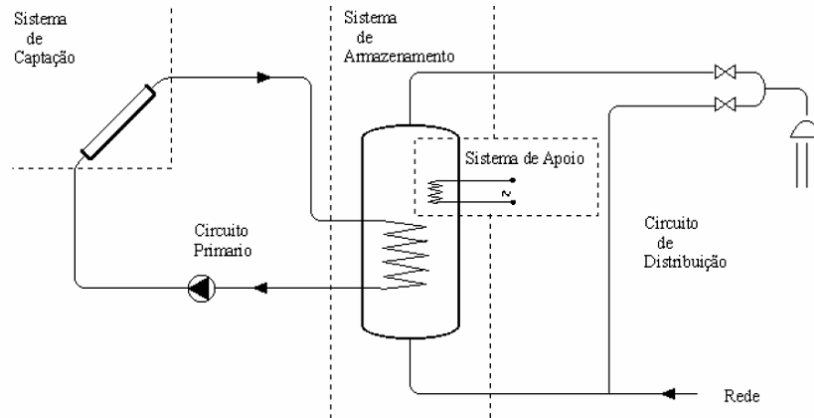 Sistema
de
Captação
Sistema
de
Armazenamento
Sistema de Apoio
Circuito
Primario
Circuito
de
Distribuição
Rede